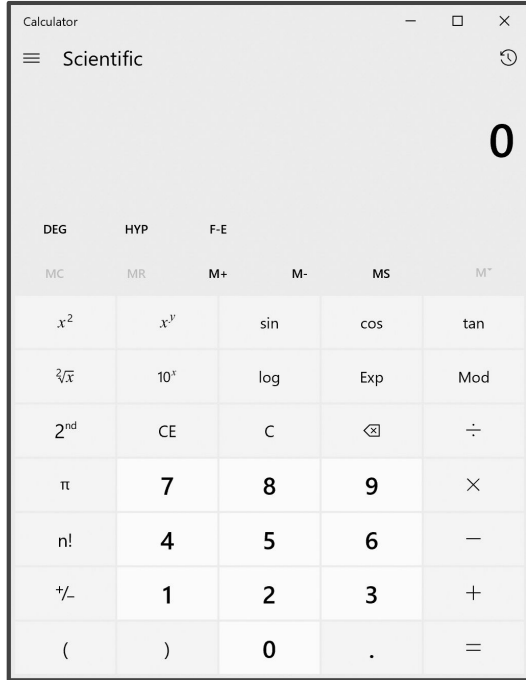 Calculator
Scientific
0
DEG HYP F-E
MC MR M+ M- MS M˅
x² xʸ sin cos tan
²√x 10ˣ log Exp Mod
2ⁿᵈ CE C ÷
π 7 8 9 ×
n! 4 5 6 −
+/− 1 2 3 +
( ) 0 . =